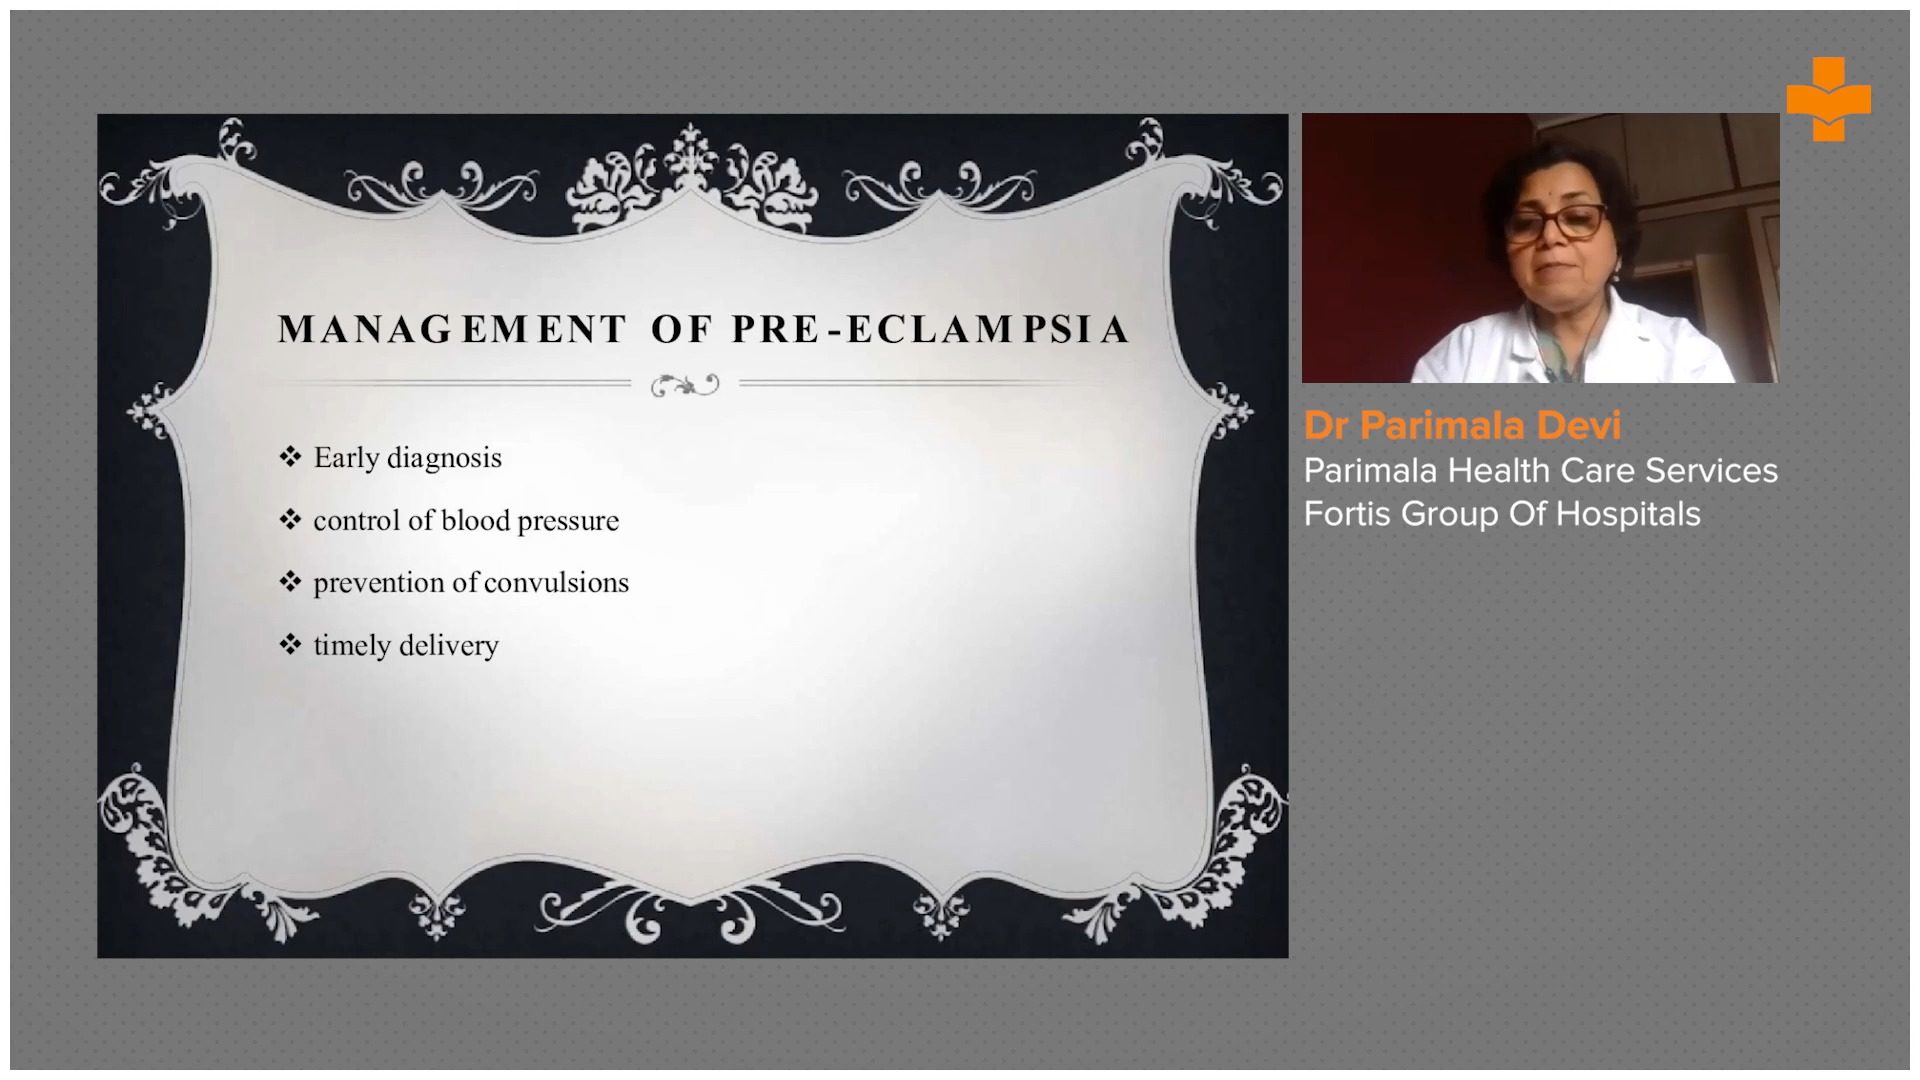 MANAGEMENT OF PRE-ECLAMPSIA
❖ Early diagnosis
❖ control of blood pressure
❖ prevention of convulsions
❖ timely delivery
Dr Parimala Devi
Parimala Health Care Services
Fortis Group Of Hospitals